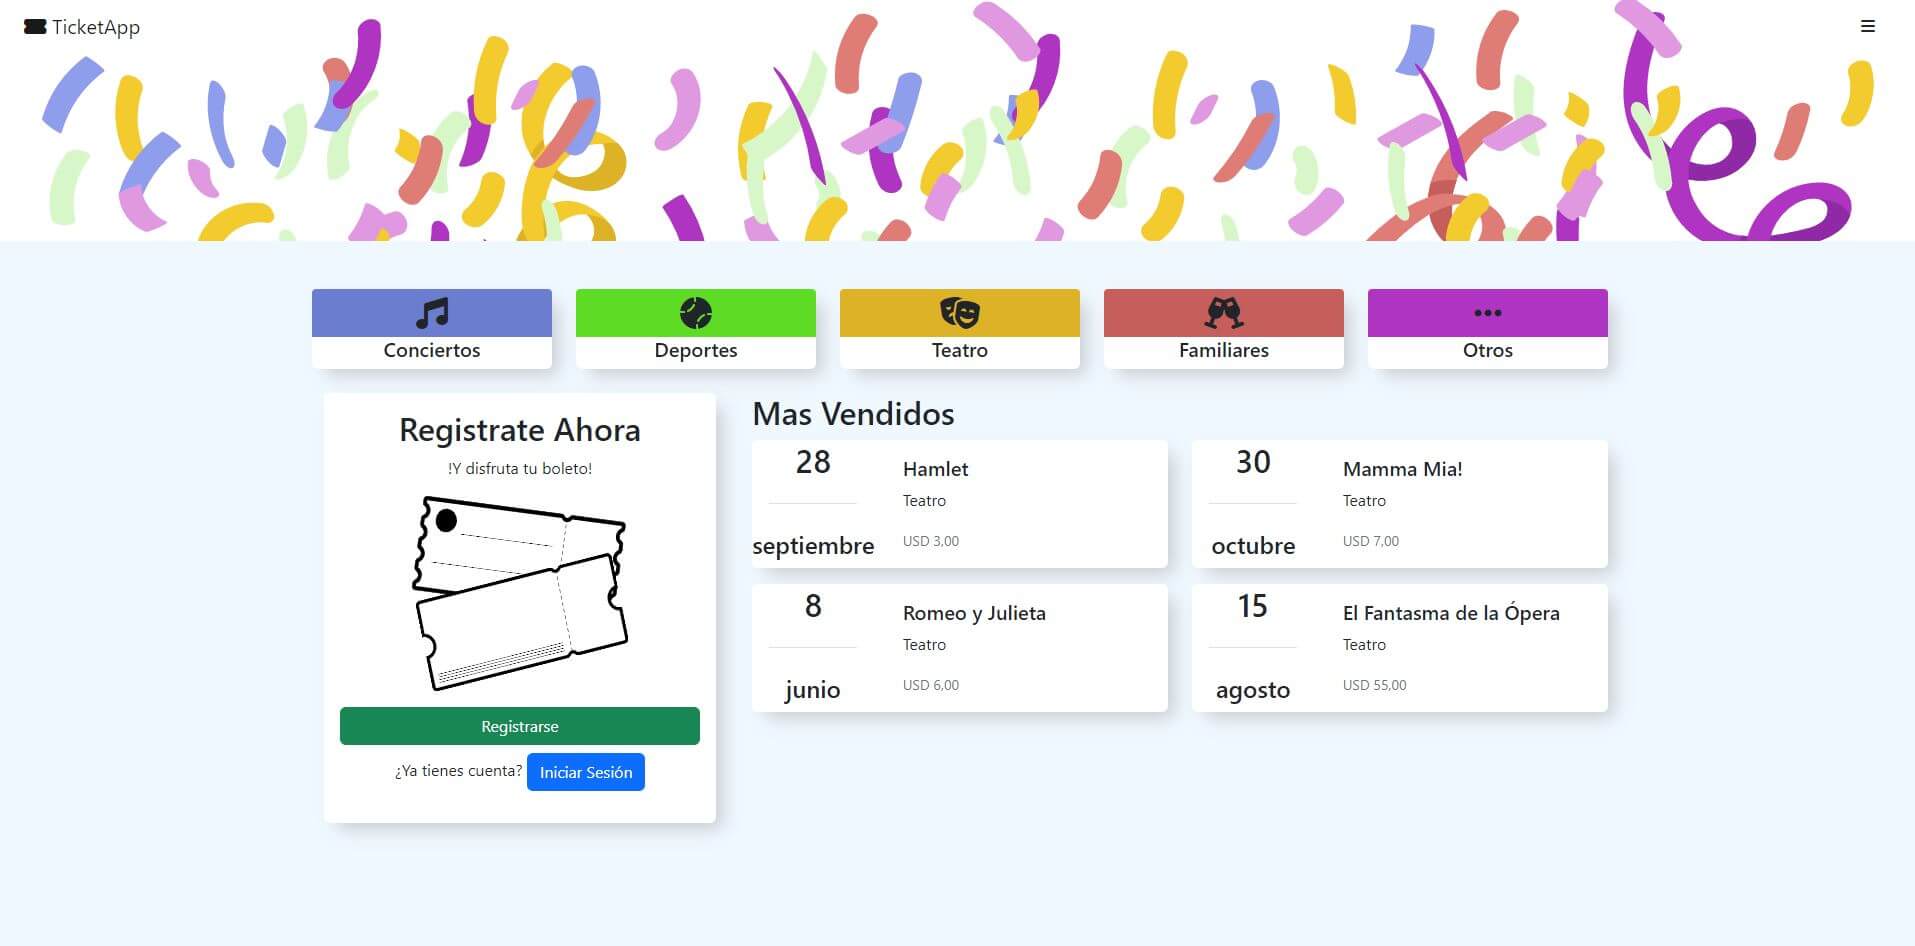 TicketApp
Conciertos
Deportes
Teatro
Familiares
Otros
Registrate Ahora
!Y disfruta tu boleto!
Registrarse
¿Ya tienes cuenta? Iniciar Sesión
Mas Vendidos
28
septiembre
Hamlet
Teatro
USD 3,00
30
octubre
Mamma Mia!
Teatro
USD 7,00
8
junio
Romeo y Julieta
Teatro
USD 6,00
15
agosto
El Fantasma de la Ópera
Teatro
USD 55,00